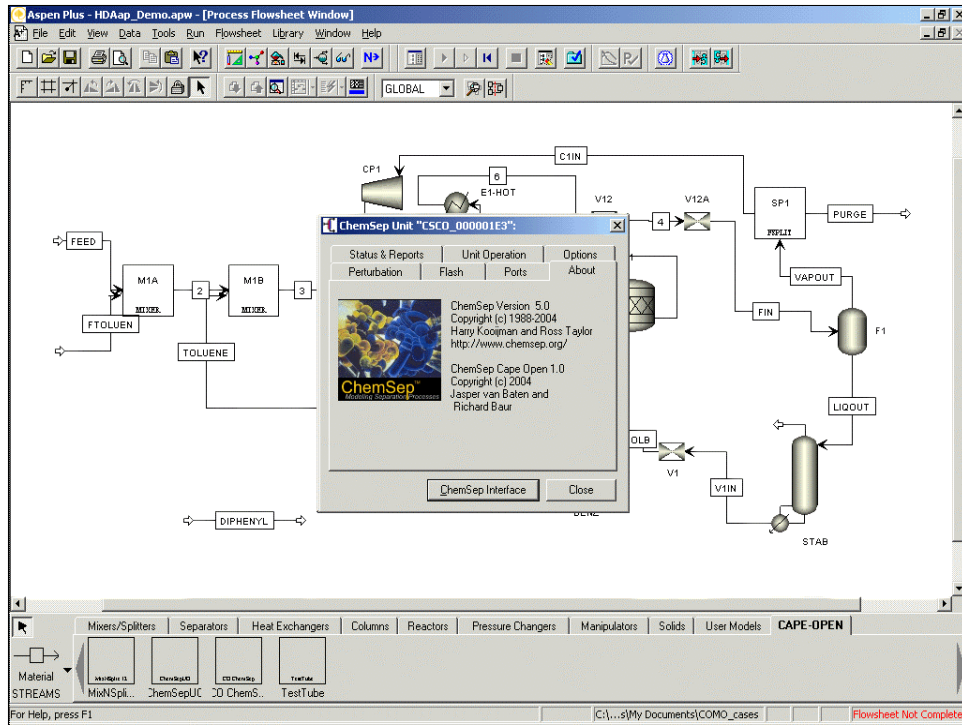 Aspen Plus - HDAap_Demo.apw - [Process Flowsheet Window]
File Edit View Data Tools Run Flowsheet Library Window Help
N»
GLOBAL
C1IN
CP1
6
E1-HOT
V12
4
V12A
SP1
FSPLIT
PURGE
FEED
M1A
MIXER
2
M1B
MIXER
3
FTOLUEN
TOLUENE
VAPOUT
FIN
F1
LIQOUT
OLB
V1
V1IN
STAB
DIPHENYL
ChemSep Unit "CSCO_000001E3":
Status & Reports Unit Operation Options
Perturbation Flash Ports About
ChemSep Version 5.0
Copyright (c) 1988-2004
Harry Kooijman and Ross Taylor
http://www.chemsep.org/
ChemSep Cape Open 1.0
Copyright (c) 2004
Jasper van Baten and
Richard Baur
ChemSep™
Modeling Separation Processes
ChemSep Interface Close
Mixers/Splitters Separators Heat Exchangers Columns Reactors Pressure Changers Manipulators Solids User Models CAPE-OPEN
Material
STREAMS
ChemSepUO
CO ChemSep
TestTube
MixNSpli... ChemSepUC CO ChemS... TestTube
For Help, press F1
C:\...s\My Documents\COMO_cases
Flowsheet Not Complete